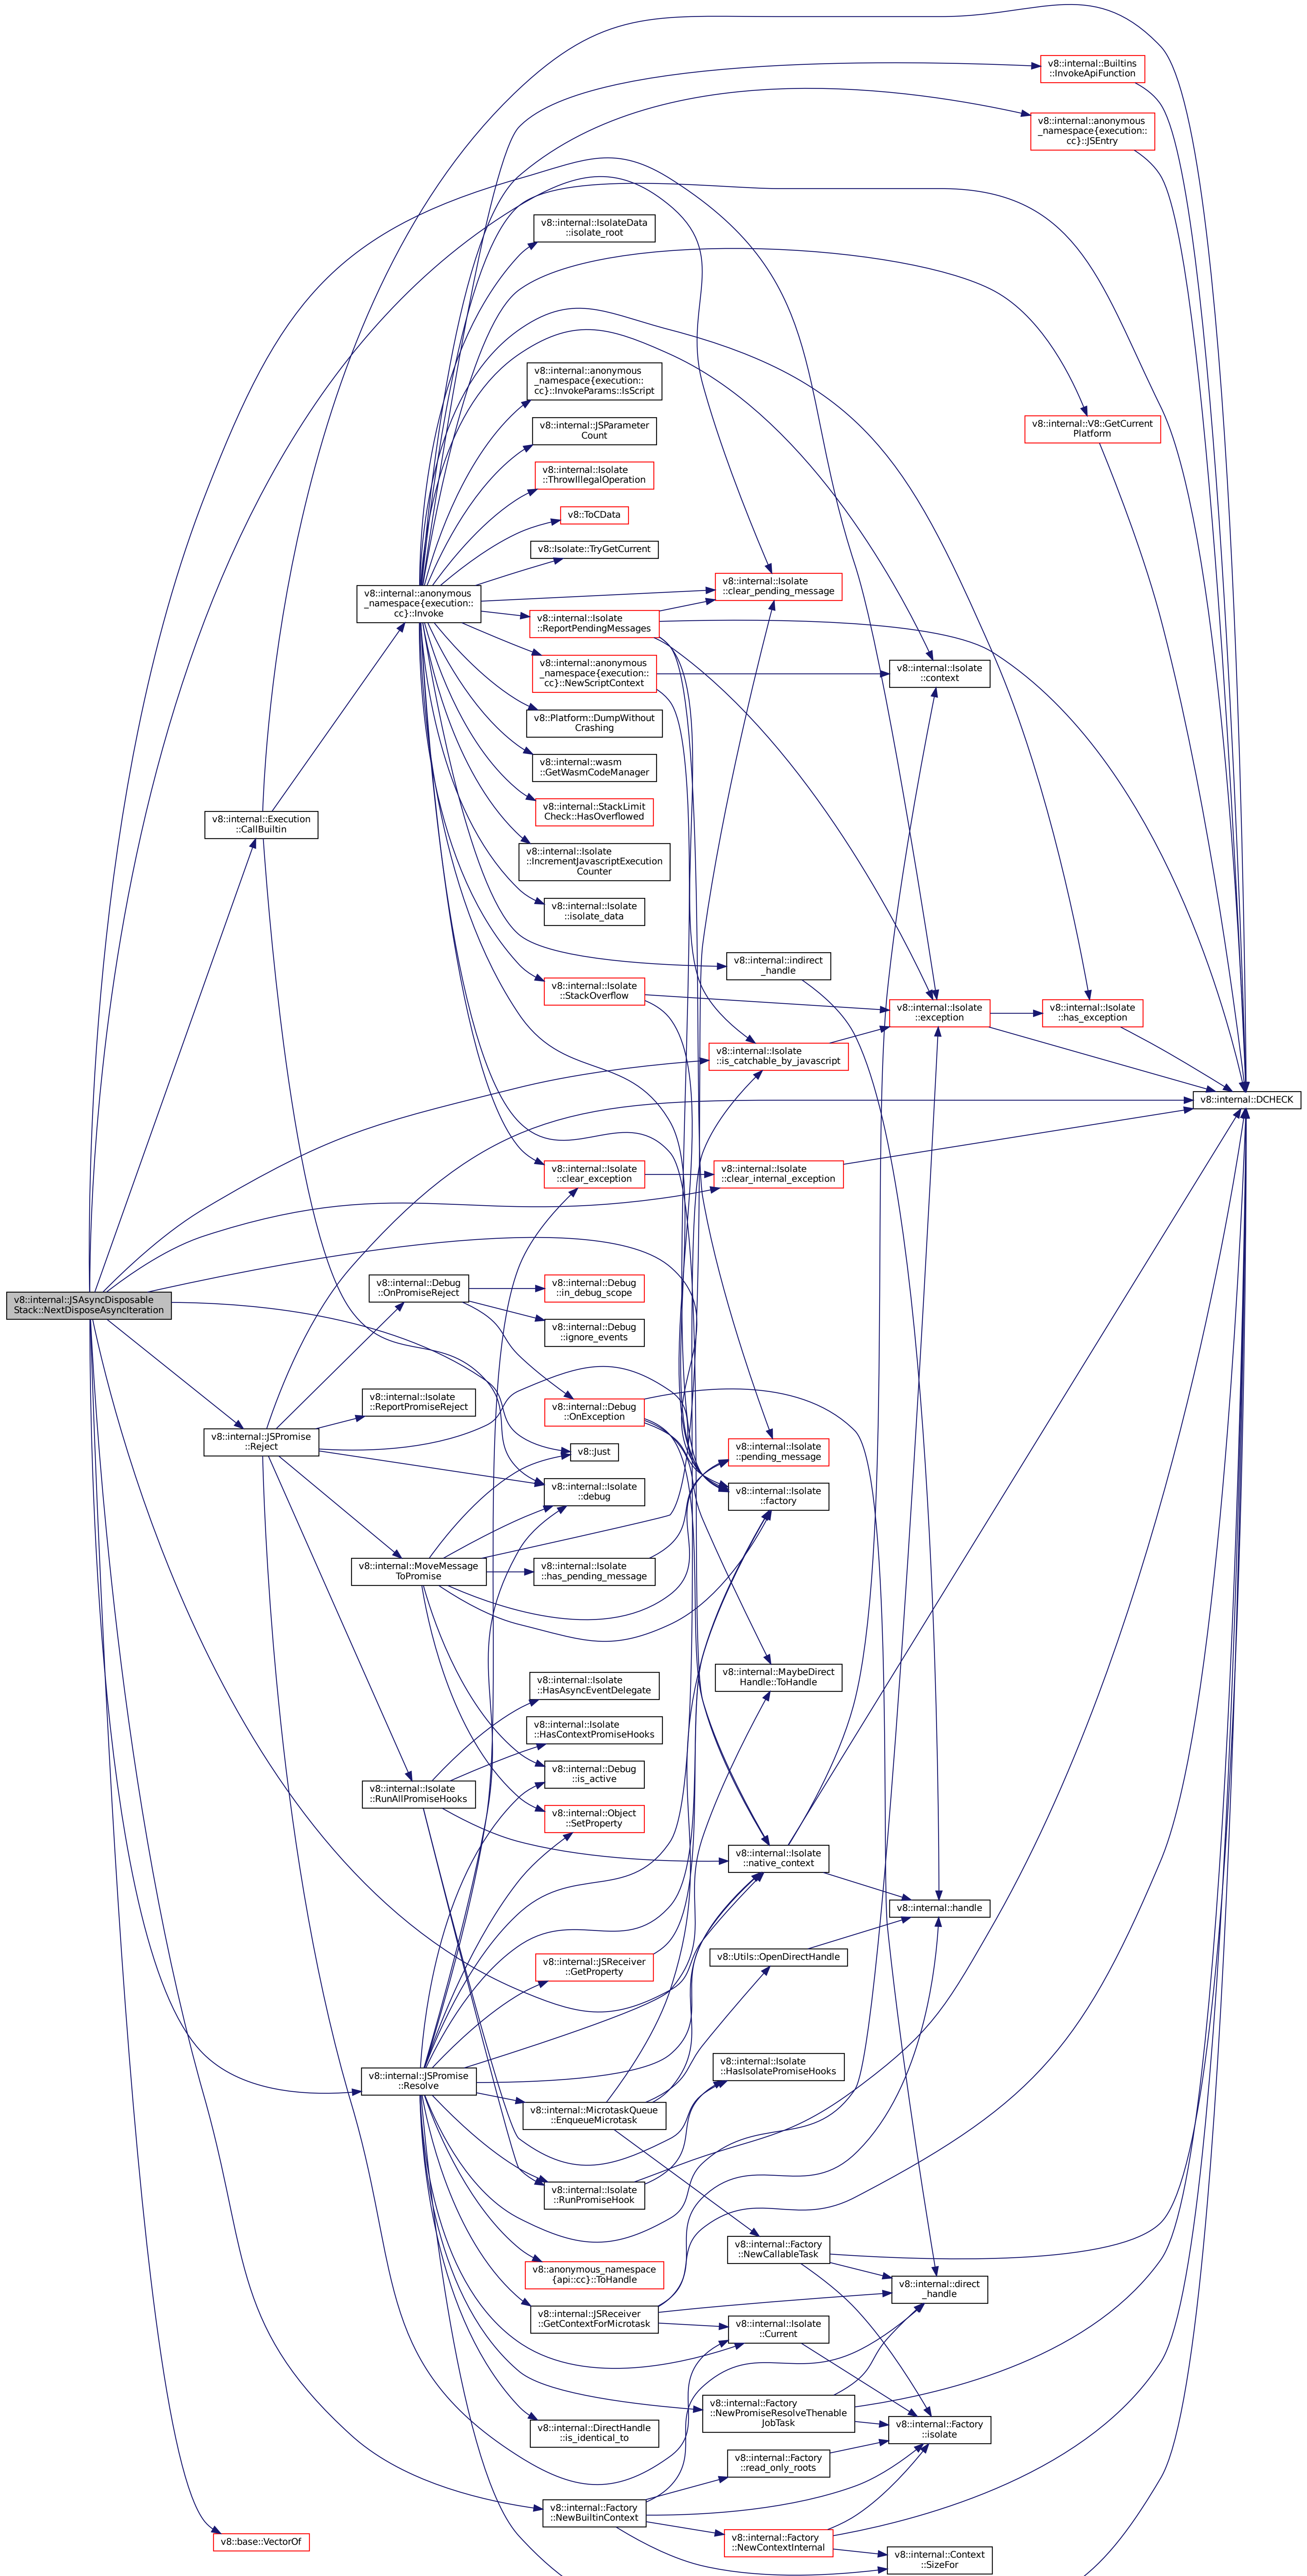 v8::internal::Builtins
::InvokeApiFunction
v8::internal::anonymous
_namespace{execution::
cc}::JSEntry
v8::internal::IsolateData
::isolate_root
v8::internal::anonymous
_namespace{execution::
cc}::InvokeParams::IsScript
v8::internal::JSParameter
Count
v8::internal::V8::GetCurrent
Platform
v8::internal::Isolate
::ThrowIllegalOperation
v8::ToCData
v8::Isolate::TryGetCurrent
v8::internal::Isolate
::clear_pending_message
v8::internal::anonymous
_namespace{execution::
cc}::Invoke
v8::internal::Isolate
::ReportPendingMessages
v8::internal::anonymous
_namespace{execution::
cc}::NewScriptContext
v8::internal::Isolate
::context
v8::Platform::DumpWithout
Crashing
v8::internal::wasm
::GetWasmCodeManager
v8::internal::Execution
::CallBuiltin
v8::internal::StackLimit
Check::HasOverflowed
v8::internal::Isolate
::IncrementJavascriptExecution
Counter
v8::internal::Isolate
::isolate_data
v8::internal::indirect
_handle
v8::internal::Isolate
::StackOverflow
v8::internal::Isolate
::exception
v8::internal::Isolate
::has_exception
v8::internal::Isolate
::is_catchable_by_javascript
v8::internal::DCHECK
v8::internal::Isolate
::clear_exception
v8::internal::Isolate
::clear_internal_exception
v8::internal::JSAsyncDisposable
Stack::NextDisposeAsyncIteration
v8::internal::Debug
::OnPromiseReject
v8::internal::Debug
::in_debug_scope
v8::internal::Debug
::ignore_events
v8::internal::Isolate
::ReportPromiseReject
v8::internal::Debug
::OnException
v8::internal::JSPromise
::Reject
v8::Just
v8::internal::Isolate
::pending_message
v8::internal::Isolate
::debug
v8::internal::Isolate
::factory
v8::internal::MoveMessage
ToPromise
v8::internal::Isolate
::has_pending_message
v8::internal::Isolate
::HasAsyncEventDelegate
v8::internal::MaybeDirect
Handle::ToHandle
v8::internal::Isolate
::HasContextPromiseHooks
v8::internal::Isolate
::RunAllPromiseHooks
v8::internal::Debug
::is_active
v8::internal::Object
::SetProperty
v8::internal::Isolate
::native_context
v8::internal::handle
v8::internal::JSReceiver
::GetProperty
v8::Utils::OpenDirectHandle
v8::internal::JSPromise
::Resolve
v8::internal::Isolate
::HasIsolatePromiseHooks
v8::internal::MicrotaskQueue
::EnqueueMicrotask
v8::internal::Isolate
::RunPromiseHook
v8::internal::Factory
::NewCallableTask
v8::anonymous_namespace
{api::cc}::ToHandle
v8::internal::direct
_handle
v8::internal::JSReceiver
::GetContextForMicrotask
v8::internal::Isolate
::Current
v8::internal::Factory
::NewPromiseResolveThenable
JobTask
v8::internal::DirectHandle
::is_identical_to
v8::internal::Factory
::isolate
v8::internal::Factory
::read_only_roots
v8::internal::Factory
::NewBuiltinContext
v8::base::VectorOf
v8::internal::Factory
::NewContextInternal
v8::internal::Context
::SizeFor